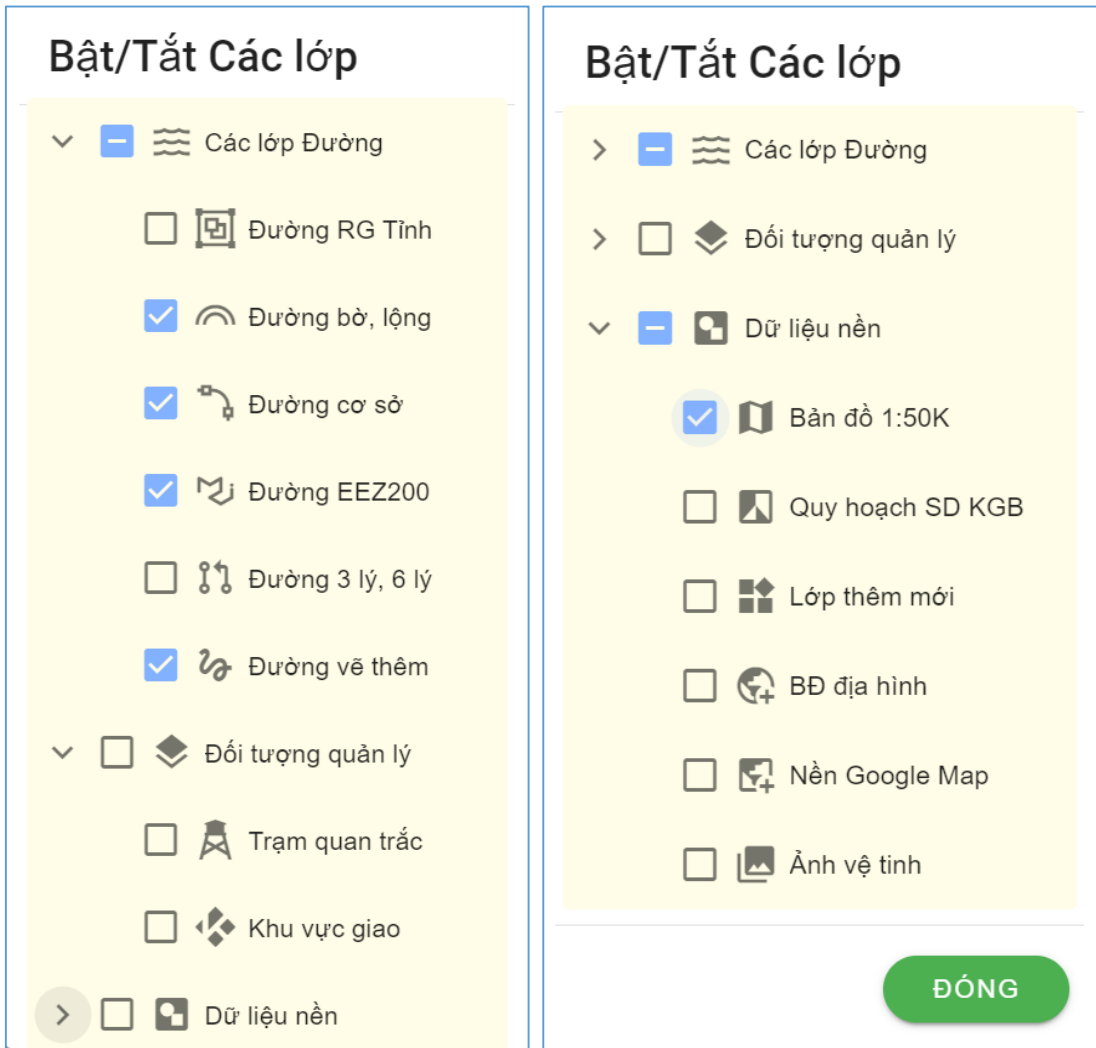 Bật/Tắt Các lớp
Các lớp Đường
Đường RG Tỉnh
Đường bờ, lộng
Đường cơ sở
Đường EEZ200
Đường 3 lý, 6 lý
Đường vẽ thêm
Đối tượng quản lý
Trạm quan trắc
Khu vực giao
Dữ liệu nền
Bật/Tắt Các lớp
Các lớp Đường
Đối tượng quản lý
Dữ liệu nền
Bản đồ 1:50K
Quy hoạch SD KGB
Lớp thêm mới
BĐ địa hình
Nền Google Map
Ảnh vệ tinh
ĐÓNG